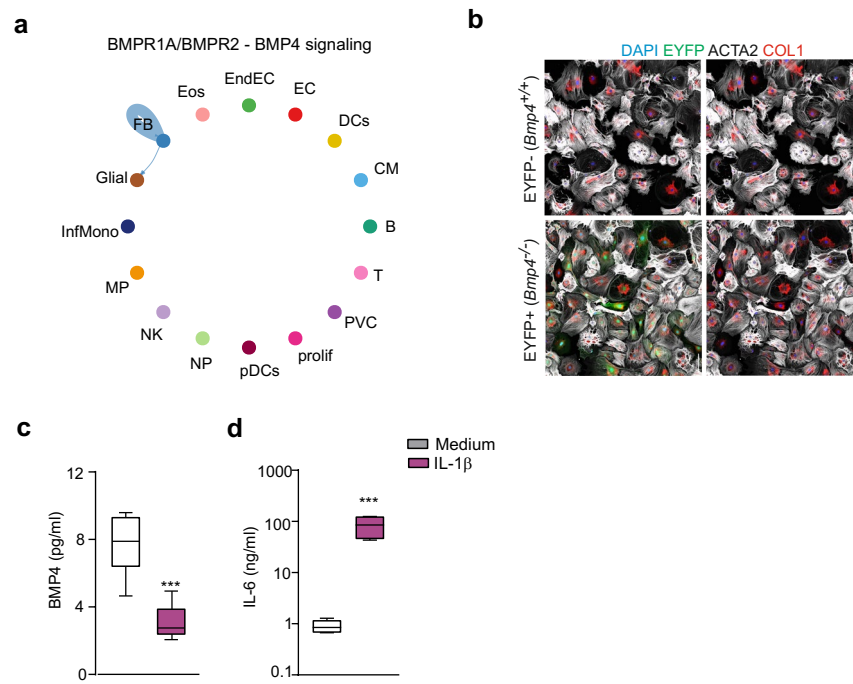 a
BMPR1A/BMPR2 - BMP4 signaling
EndEC
Eos
EC
FB
DCs
Glial
CM
InfMono
B
MP
T
NK
PVC
NP
prolif
pDCs
b
DAPI EYFP ACTA2 COL1
EYFP- (Bmp4+/+)
EYFP+ (Bmp4-/-)
c
BMP4 (pg/ml)
12
8
4
0
***
d
Medium
IL-1β
IL-6 (ng/ml)
1000
100
10
1
0.1
***